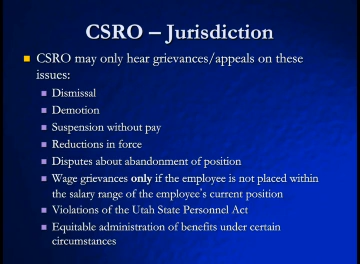 CSRO – Jurisdiction
CSRO may only hear grievances/appeals on these
issues:
Dismissal
Demotion
Suspension without pay
Reductions in force
Disputes about abandonment of position
Wage grievances only if the employee is not placed within
the salary range of the employee's current position
Violations of the Utah State Personnel Act
Equitable administration of benefits under certain
circumstances